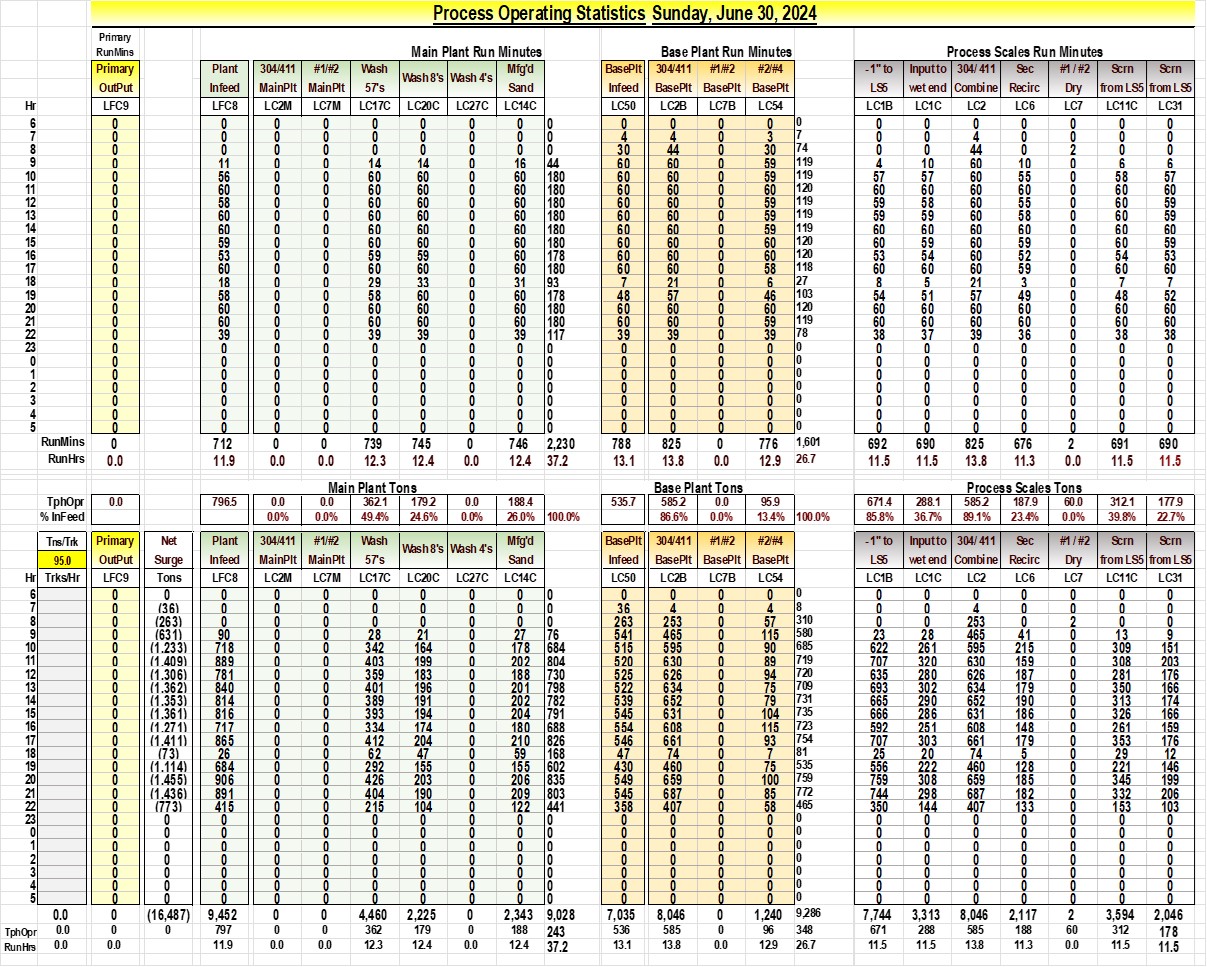 Process Operating Statistics Sunday, June 30, 2024
Primary
RunMins Main Plant Run Minutes Base Plant Run Minutes Process Scales Run Minutes
Primary Plant 304/411 #1/#2 Wash Wash 8's Wash 4's Mfg'd BasePlt 304/411 #1/#2 #2/#4 -1" to Input to 304/ 411 Sec #1 / #2 Scrn Scrn
OutPut Infeed MainPlt MainPlt 57's Sand Infeed BasePlt BasePlt BasePlt LS5 wet end Combine Recirc Dry from LS5 from LS5
Hr LFC9 LFC8 LC2M LC7M LC17C LC20C LC27C LC14C LC50 LC2B LC7B LC54 LC1B LC1C LC2 LC6 LC7 LC11C LC31
6 0 0 0 0 0 0 0 0 0 0 0 0 0 0 0 0 0 0 0 0 0
7 0 0 0 0 0 0 0 0 0 4 4 0 3 7 0 0 4 0 0 0 0
8 0 0 0 0 0 0 0 0 0 30 44 0 30 74 0 0 44 0 2 0 0
9 0 11 0 0 14 14 0 16 44 60 60 0 59 119 4 10 60 10 0 6 6
10 0 56 0 0 60 60 0 60 180 60 60 0 59 119 57 57 60 55 0 58 57
11 0 60 0 0 60 60 0 60 180 60 60 0 60 120 60 60 60 60 0 60 60
12 0 58 0 0 60 60 0 60 180 60 60 0 59 119 59 58 60 55 0 60 59
13 0 60 0 0 60 60 0 60 180 60 60 0 59 119 59 59 60 58 0 60 59
14 0 60 0 0 60 60 0 60 180 60 60 0 59 119 60 60 60 60 0 60 60
15 0 59 0 0 60 60 0 60 180 60 60 0 60 120 60 59 60 59 0 60 59
16 0 53 0 0 59 59 0 60 178 60 60 0 60 120 53 54 60 52 0 54 53
17 0 60 0 0 60 60 0 60 180 60 60 0 58 118 60 60 60 59 0 60 60
18 0 18 0 0 29 33 0 31 93 7 21 0 6 27 8 5 21 3 0 7 7
19 0 58 0 0 58 60 0 60 178 48 57 0 46 103 54 51 57 49 0 48 52
20 0 60 0 0 60 60 0 60 180 60 60 0 60 120 60 60 60 60 0 60 60
21 0 60 0 0 60 60 0 60 180 60 60 0 59 119 60 60 60 60 0 60 60
22 0 39 0 0 39 39 0 39 117 39 39 0 39 78 38 37 39 36 0 38 38
23 0 0 0 0 0 0 0 0 0 0 0 0 0 0 0 0 0 0 0 0 0
0 0 0 0 0 0 0 0 0 0 0 0 0 0 0 0 0 0 0 0 0 0
1 0 0 0 0 0 0 0 0 0 0 0 0 0 0 0 0 0 0 0 0 0
2 0 0 0 0 0 0 0 0 0 0 0 0 0 0 0 0 0 0 0 0 0
3 0 0 0 0 0 0 0 0 0 0 0 0 0 0 0 0 0 0 0 0 0
4 0 0 0 0 0 0 0 0 0 0 0 0 0 0 0 0 0 0 0 0 0
5 0 0 0 0 0 0 0 0 0 0 0 0 0 0 0 0 0 0 0 0 0
RunMins 0 712 0 0 739 745 0 746 2,230 788 825 0 776 1,601 692 690 825 676 2 691 690
RunHrs 0.0 11.9 0.0 0.0 12.3 12.4 0.0 12.4 37.2 13.1 13.8 0.0 12.9 26.7 11.5 11.5 13.8 11.3 0.0 11.5 11.5
Main Plant Tons Base Plant Tons Process Scales Tons
TphOpr 0.0 796.5 0.0 0.0 362.1 179.2 0.0 188.4 535.7 585.2 0.0 95.9 671.4 288.1 585.2 187.9 60.0 312.1 177.9
% InFeed 0.0% 0.0% 49.4% 24.6% 0.0% 26.0% 100.0% 86.6% 0.0% 13.4% 100.0% 85.8% 36.7% 89.1% 23.4% 0.0% 39.8% 22.7%
Tns/Trk Primary Net Plant 304/411 #1/#2 Wash Wash 8's Wash 4's Mfg'd BasePlt 304/411 #1/#2 #2/#4 -1" to Input to 304/ 411 Sec #1 / #2 Scrn Scrn
95.0 OutPut Surge Infeed MainPlt MainPlt 57's Sand Infeed BasePlt BasePlt BasePlt LS5 wet end Combine Recirc Dry from LS5 from LS5
Hr Trks/Hr LFC9 Tons LFC8 LC2M LC7M LC17C LC20C LC27C LC14C LC50 LC2B LC7B LC54 LC1B LC1C LC2 LC6 LC7 LC11C LC31
6 0 0 0 0 0 0 0 0 0 0 0 0 0 0 0 0 0 0 0 0 0 0
7 0 (36) 0 0 0 0 0 0 0 0 36 4 0 4 8 0 0 4 0 0 0 0
8 0 (263) 0 0 0 0 0 0 0 0 263 253 0 57 310 0 0 253 0 2 0 0
9 0 (631) 90 0 0 28 21 0 27 76 541 465 0 115 580 23 28 465 41 0 13 9
10 0 (1,233) 718 0 0 342 164 0 178 684 515 595 0 90 685 622 261 595 215 0 309 151
11 0 (1,409) 889 0 0 403 199 0 202 804 520 630 0 89 719 707 320 630 159 0 308 203
12 0 (1,306) 781 0 0 359 183 0 188 730 525 626 0 94 720 635 280 626 187 0 281 176
13 0 (1,362) 840 0 0 401 196 0 201 798 522 634 0 75 709 693 302 634 179 0 350 166
14 0 (1,353) 814 0 0 389 191 0 202 782 539 652 0 79 731 665 290 652 190 0 313 174
15 0 (1,361) 816 0 0 393 194 0 204 791 545 631 0 104 735 666 286 631 186 0 326 166
16 0 (1,271) 717 0 0 334 174 0 180 688 554 608 0 115 723 592 251 608 148 0 261 159
17 0 (1,411) 865 0 0 412 204 0 210 826 546 661 0 93 754 707 303 661 179 0 353 176
18 0 (73) 26 0 0 62 47 0 59 168 47 74 0 7 81 25 20 74 5 0 29 12
19 0 (1,114) 684 0 0 292 155 0 155 602 430 460 0 75 535 556 222 460 128 0 221 146
20 0 (1,455) 906 0 0 426 203 0 206 835 549 659 0 100 759 759 308 659 185 0 345 199
21 0 (1,436) 891 0 0 404 190 0 209 803 545 687 0 85 772 744 298 687 182 0 332 206
22 0 (773) 415 0 0 215 104 0 122 441 358 407 0 58 465 350 144 407 133 0 153 103
23 0 0 0 0 0 0 0 0 0 0 0 0 0 0 0 0 0 0 0 0 0 0
0 0 0 0 0 0 0 0 0 0 0 0 0 0 0 0 0 0 0 0 0 0 0
1 0 0 0 0 0 0 0 0 0 0 0 0 0 0 0 0 0 0 0 0 0 0
2 0 0 0 0 0 0 0 0 0 0 0 0 0 0 0 0 0 0 0 0 0 0
3 0 0 0 0 0 0 0 0 0 0 0 0 0 0 0 0 0 0 0 0 0 0
4 0 0 0 0 0 0 0 0 0 0 0 0 0 0 0 0 0 0 0 0 0 0
5 0 0 0 0 0 0 0 0 0 0 0 0 0 0 0 0 0 0 0 0 0 0
0.0 0 (16,487) 9,452 0 0 4,460 2,225 0 2,343 9,028 7,035 8,046 0 1,240 9,286 7,744 3,313 8,046 2,117 2 3,594 2,046
TphOpr 0.0 0 0 797 0 0 362 179 0 188 243 536 585 0 96 348 671 288 585 188 60 312 178
RunHrs 0.0 0.0 11.9 0.0 0.0 12.3 12.4 0.0 12.4 37.2 13.1 13.8 0.0 12.9 26.7 11.5 11.5 13.8 11.3 0.0 11.5 11.5